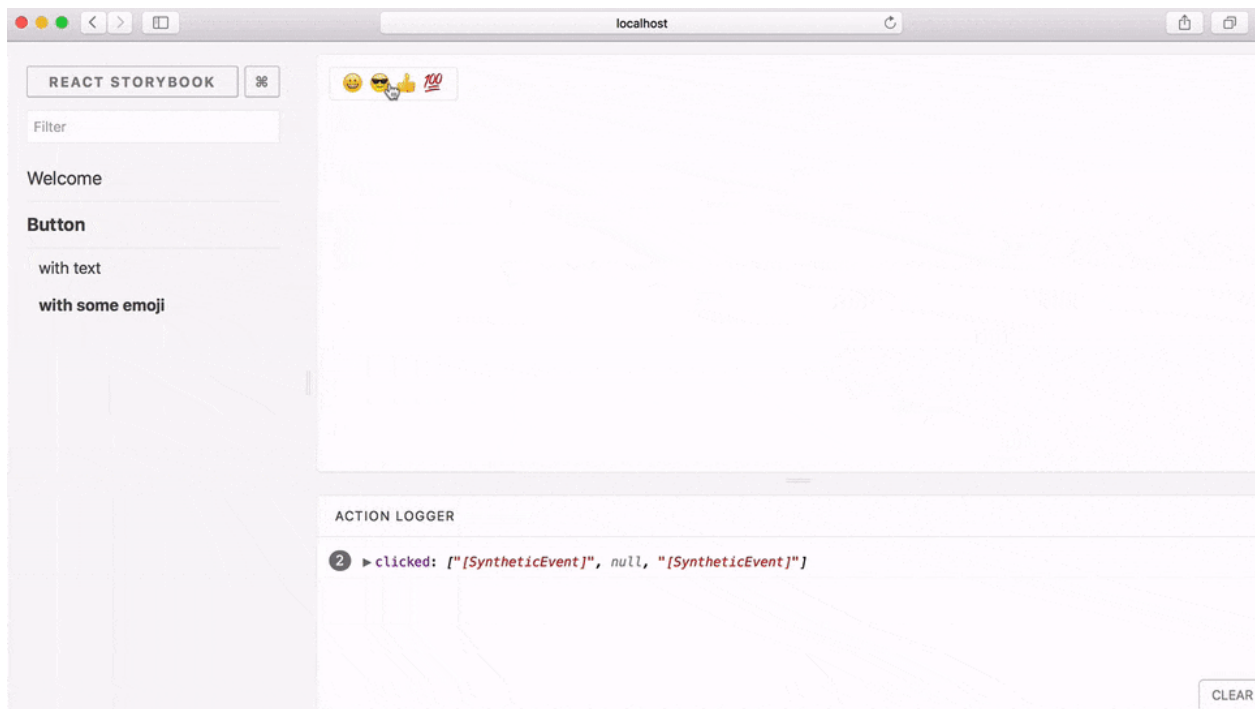 localhost
REACT STORYBOOK ⌘
Filter
Welcome
Button
with text
with some emoji
😀 😎 👍 💯
ACTION LOGGER
2 ▶ clicked: ["[SyntheticEvent]", null, "[SyntheticEvent]"]
CLEAR